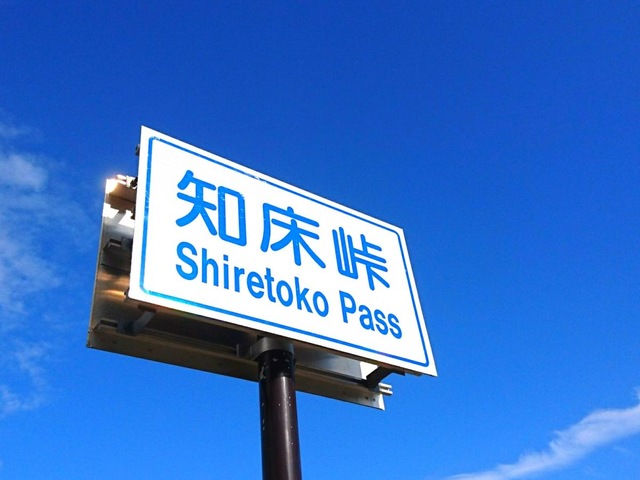 知床峠
Shiretoko Pass